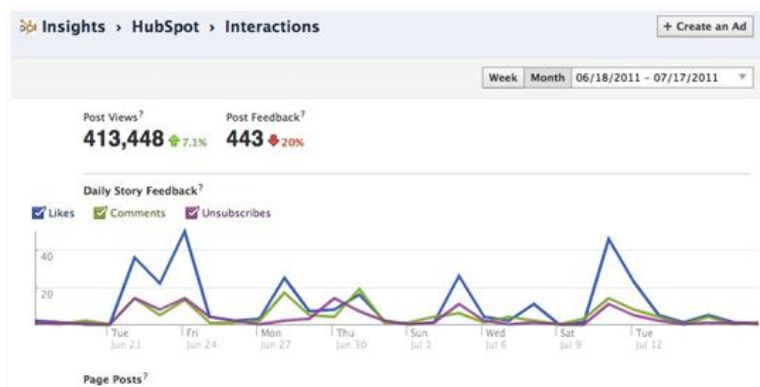 Insights › HubSpot › Interactions
+ Create an Ad
Week Month 06/18/2011 - 07/17/2011
Post Views? Post Feedback?
413,448 7.1% 443 20%
Daily Story Feedback?
Likes Comments Unsubscribes
40
20
Tue Fri Mon Thu Sun Wed Sat Tue
Jun 21 Jun 24 Jun 27 Jun 30 Jul 3 Jul 6 Jul 9 Jul 12
Page Posts?